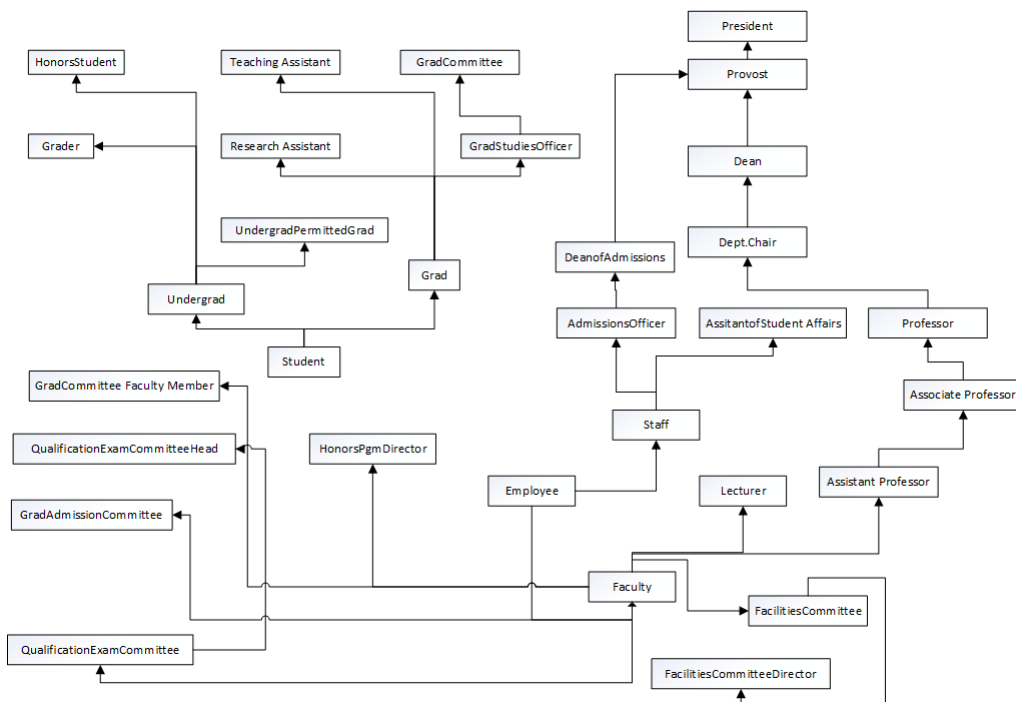 President
HonorsStudent
Teaching Assistant
GradCommittee
Provost
Grader
Research Assistant
GradStudiesOfficer
Dean
UndergradPermittedGrad
Dept.Chair
DeanofAdmissions
Grad
Undergrad
AdmissionsOfficer
AssitantofStudent Affairs
Professor
Student
GradCommittee Faculty Member
Associate Professor
Staff
QualificationExamCommitteeHead
HonorsPgmDirector
Assistant Professor
Employee
Lecturer
GradAdmissionCommittee
Faculty
FacilitiesCommittee
QualificationExamCommittee
FacilitiesCommitteeDirector